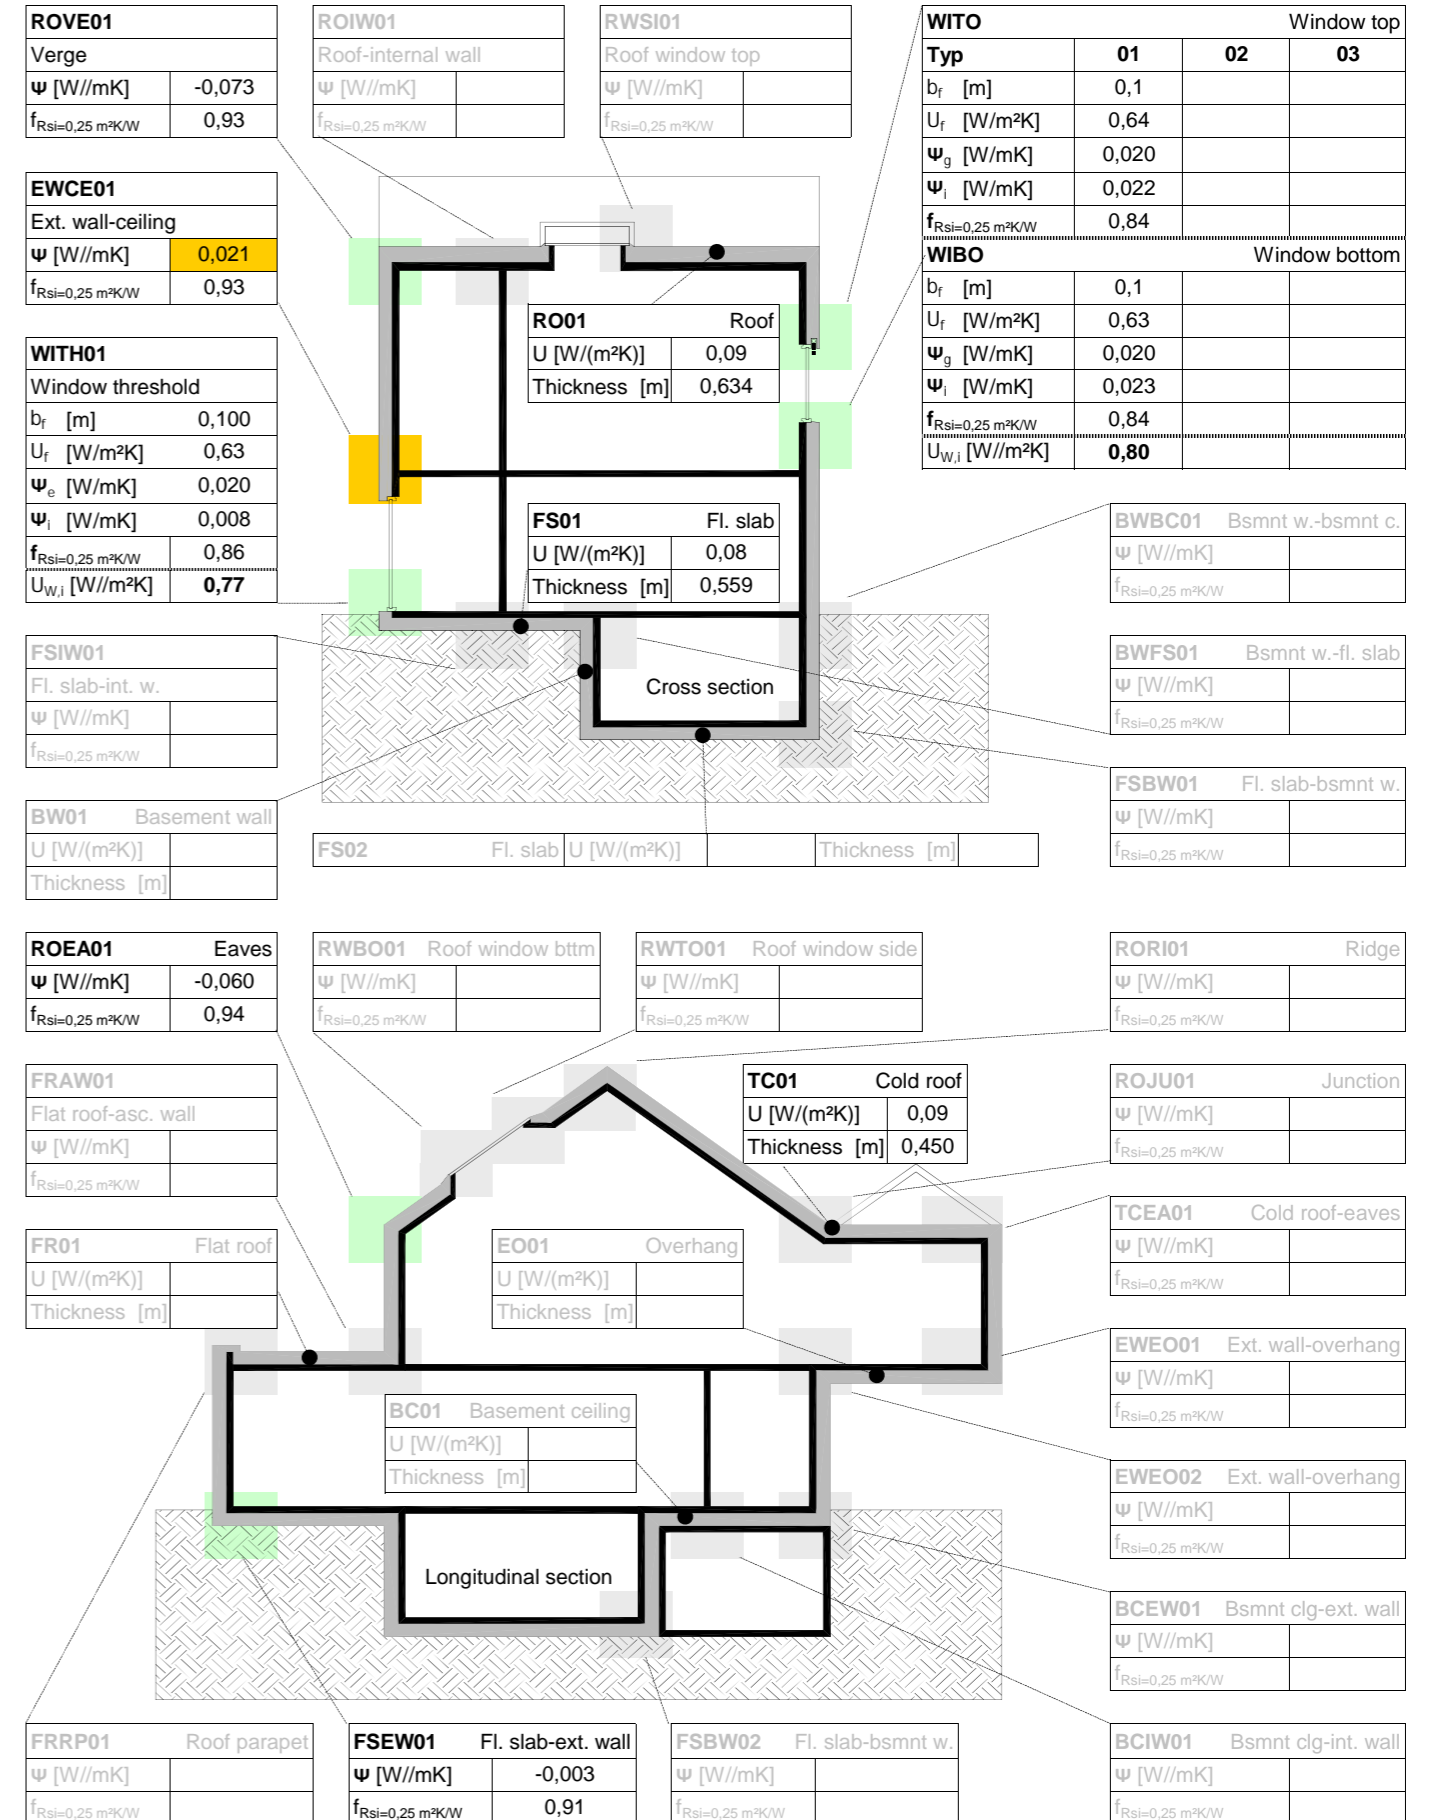 ROVE01
Verge
Ψ [W//mK] -0,073
fRsi=0,25 m²K/W 0,93
ROIW01
Roof-internal wall
Ψ [W//mK]
fRsi=0,25 m²K/W
RWSI01
Roof window top
Ψ [W//mK]
fRsi=0,25 m²K/W
WITO Window top
Typ 01 02 03
bf [m] 0,1
Uf [W/m²K] 0,64
Ψg [W/mK] 0,020
Ψi [W/mK] 0,022
fRsi=0,25 m²K/W 0,84
WIBO Window bottom
bf [m] 0,1
Uf [W/m²K] 0,63
Ψg [W/mK] 0,020
Ψi [W/mK] 0,023
fRsi=0,25 m²K/W 0,84
UW,i [W//m²K] 0,80
EWCE01
Ext. wall-ceiling
Ψ [W//mK] 0,021
fRsi=0,25 m²K/W 0,93
WITH01
Window threshold
bf [m] 0,100
Uf [W/m²K] 0,63
Ψe [W/mK] 0,020
Ψi [W/mK] 0,008
fRsi=0,25 m²K/W 0,86
UW,i [W//m²K] 0,77
RO01 Roof
U [W/(m²K)] 0,09
Thickness [m] 0,634
FS01 Fl. slab
U [W/(m²K)] 0,08
Thickness [m] 0,559
BWBC01 Bsmnt w.-bsmnt c.
Ψ [W//mK]
fRsi=0,25 m²K/W
FSIW01
Fl. slab-int. w.
Ψ [W//mK]
fRsi=0,25 m²K/W
Cross section
BWFS01 Bsmnt w.-fl. slab
Ψ [W//mK]
fRsi=0,25 m²K/W
FSBW01 Fl. slab-bsmnt w.
Ψ [W//mK]
fRsi=0,25 m²K/W
BW01 Basement wall
U [W/(m²K)]
Thickness [m]
FS02 Fl. slab U [W/(m²K)] Thickness [m]
ROEA01 Eaves
Ψ [W//mK] -0,060
fRsi=0,25 m²K/W 0,94
RWBO01 Roof window bttm
Ψ [W//mK]
fRsi=0,25 m²K/W
RWTO01 Roof window side
Ψ [W//mK]
fRsi=0,25 m²K/W
RORI01 Ridge
Ψ [W//mK]
fRsi=0,25 m²K/W
FRAW01
Flat roof-asc. wall
Ψ [W//mK]
fRsi=0,25 m²K/W
TC01 Cold roof
U [W/(m²K)] 0,09
Thickness [m] 0,450
ROJU01 Junction
Ψ [W//mK]
fRsi=0,25 m²K/W
TCEA01 Cold roof-eaves
Ψ [W//mK]
fRsi=0,25 m²K/W
FR01 Flat roof
U [W/(m²K)]
Thickness [m]
EO01 Overhang
U [W/(m²K)]
Thickness [m]
EWEO01 Ext. wall-overhang
Ψ [W//mK]
fRsi=0,25 m²K/W
BC01 Basement ceiling
U [W/(m²K)]
Thickness [m]
EWEO02 Ext. wall-overhang
Ψ [W//mK]
fRsi=0,25 m²K/W
Longitudinal section
BCEW01 Bsmnt clg-ext. wall
Ψ [W//mK]
fRsi=0,25 m²K/W
FRRP01 Roof parapet
Ψ [W//mK]
fRsi=0,25 m²K/W
FSEW01 Fl. slab-ext. wall
Ψ [W//mK] -0,003
fRsi=0,25 m²K/W 0,91
FSBW02 Fl. slab-bsmnt w.
Ψ [W//mK]
fRsi=0,25 m²K/W
BCIW01 Bsmnt clg-int. wall
Ψ [W//mK]
fRsi=0,25 m²K/W